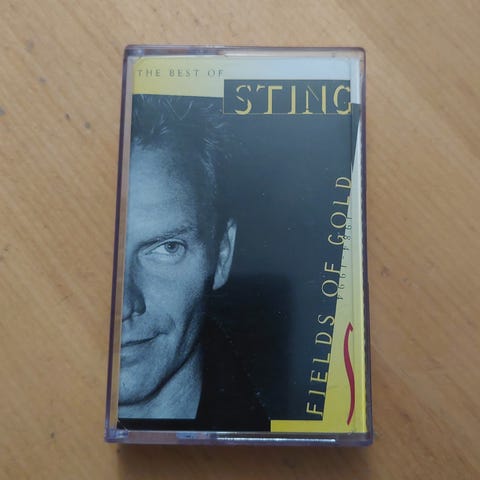 THE BEST OF
STING
FIELDS OF GOLD
1984-1994